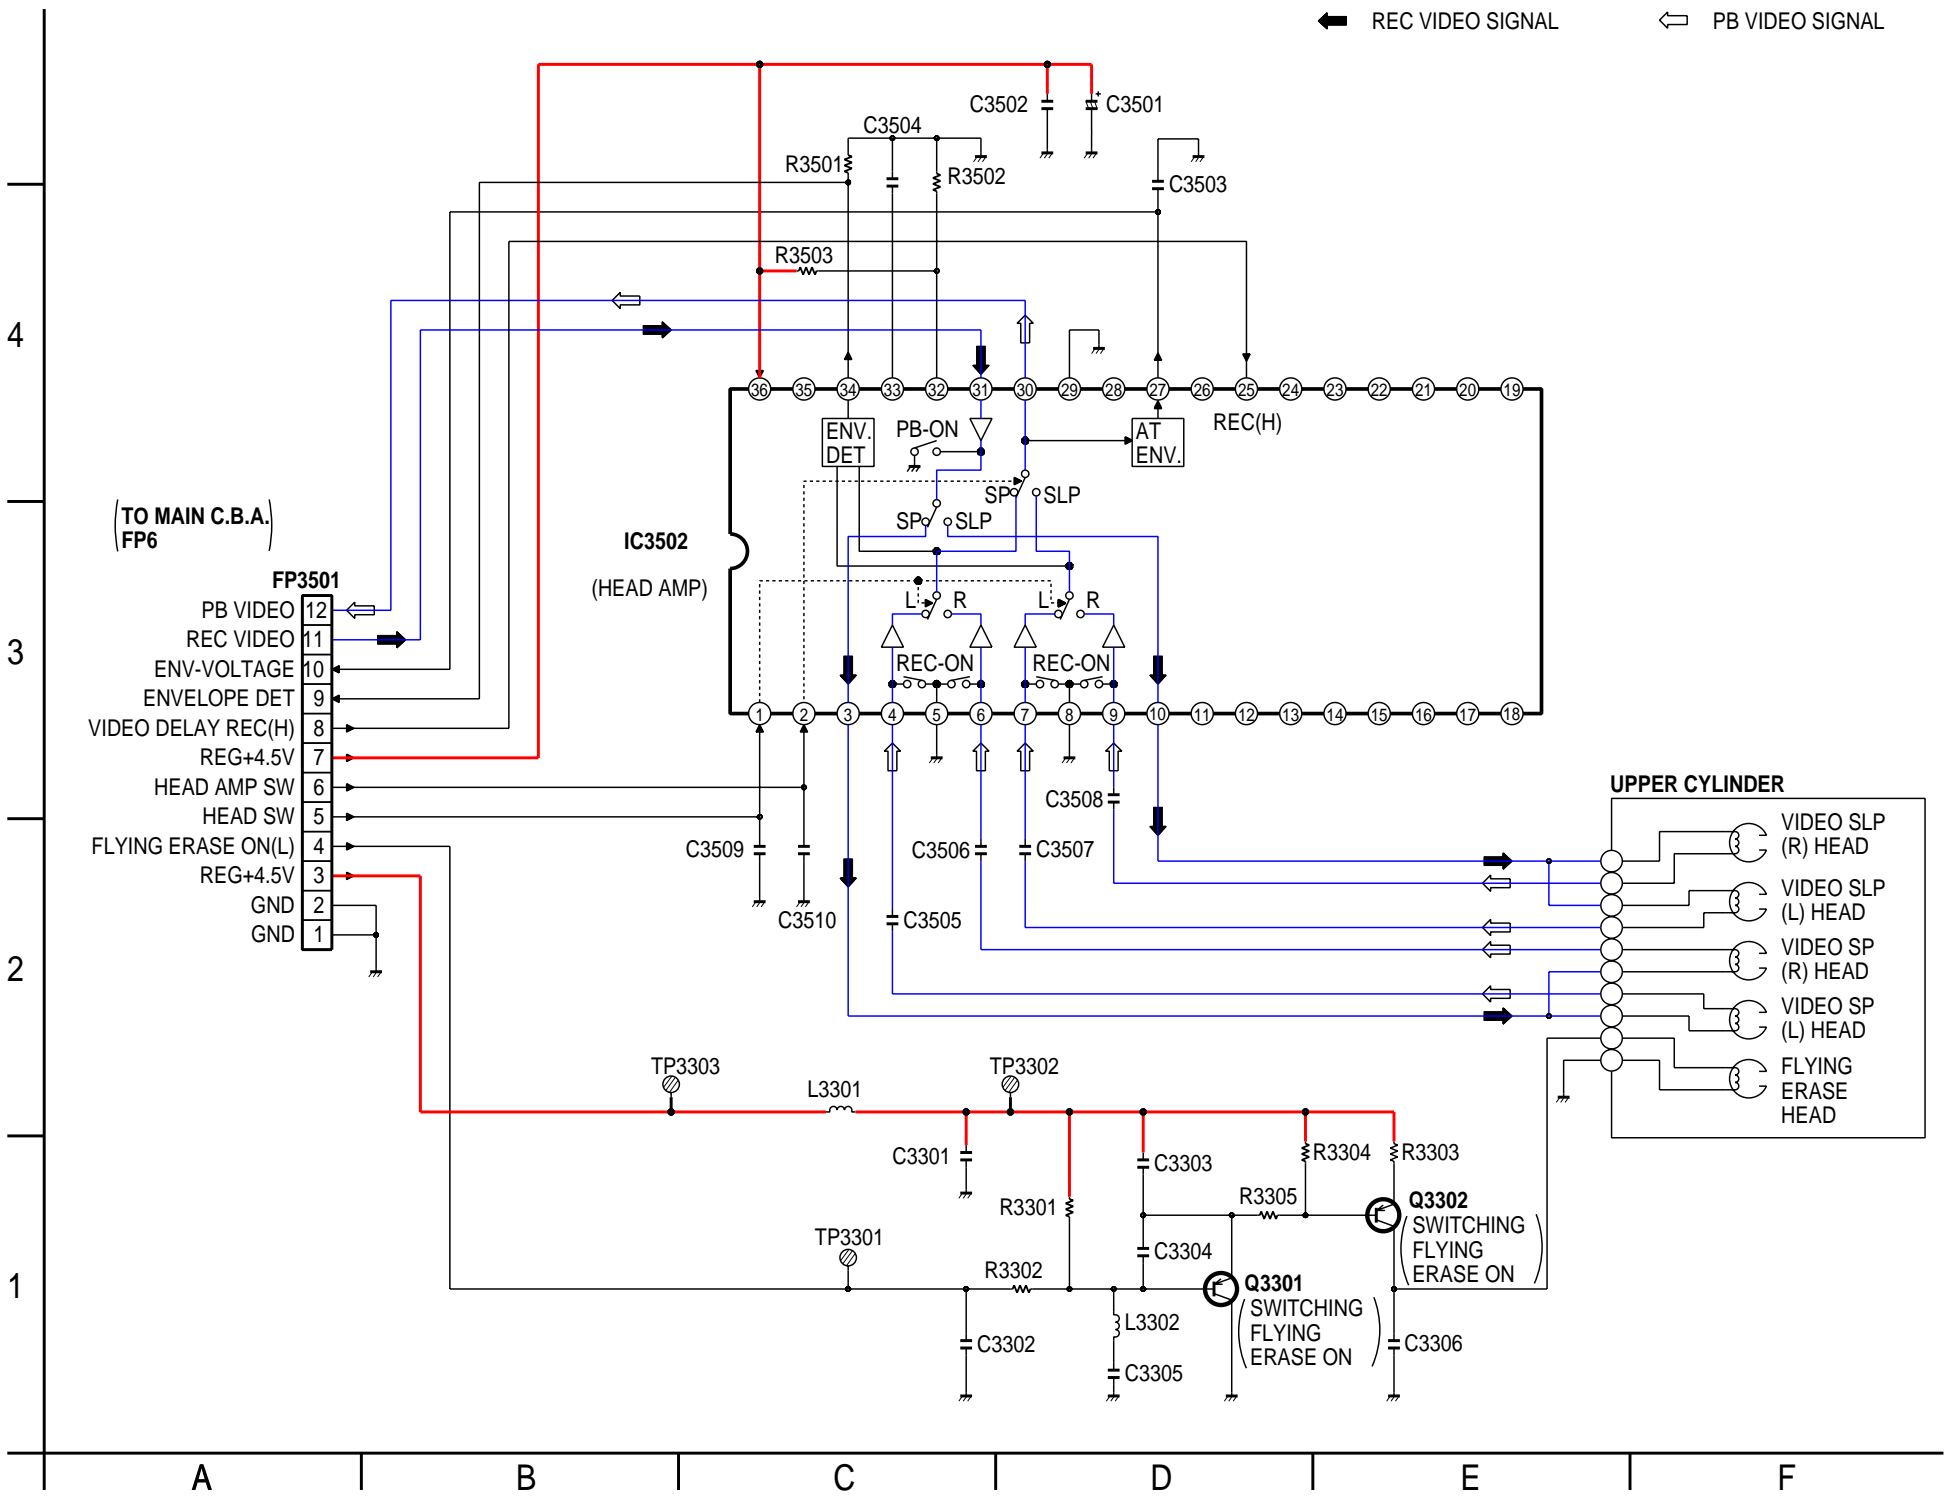 REC VIDEO SIGNAL
PB VIDEO SIGNAL
C3502
C3501
C3504
R3501
R3502
C3503
R3503
4
36
35
34
33
32
31
30
29
28
27
26
25
24
23
22
21
20
19
REC(H)
ENV.
DET
PB-ON
AT
ENV.
SP
SLP
SP
SLP
(TO MAIN C.B.A.
FP6)
IC3502
(HEAD AMP)
FP3501
L
R
L
R
REC-ON
REC-ON
3
PB VIDEO 12
REC VIDEO 11
ENV-VOLTAGE 10
ENVELOPE DET 9
VIDEO DELAY REC(H) 8
REG+4.5V 7
HEAD AMP SW 6
HEAD SW 5
FLYING ERASE ON(L) 4
REG+4.5V 3
GND 2
GND 1
1
2
3
4
5
6
7
8
9
10
11
12
13
14
15
16
17
18
C3508
C3509
C3506
C3507
C3510
C3505
UPPER CYLINDER
VIDEO SLP
(R) HEAD
VIDEO SLP
(L) HEAD
VIDEO SP
(R) HEAD
VIDEO SP
(L) HEAD
FLYING
ERASE
HEAD
2
TP3303
L3301
TP3302
C3301
C3303
R3304
R3303
R3301
R3305
Q3302
(SWITCHING
FLYING
ERASE ON)
TP3301
C3304
R3302
Q3301
(SWITCHING
FLYING
ERASE ON)
1
L3302
C3302
C3305
C3306
A
B
C
D
E
F